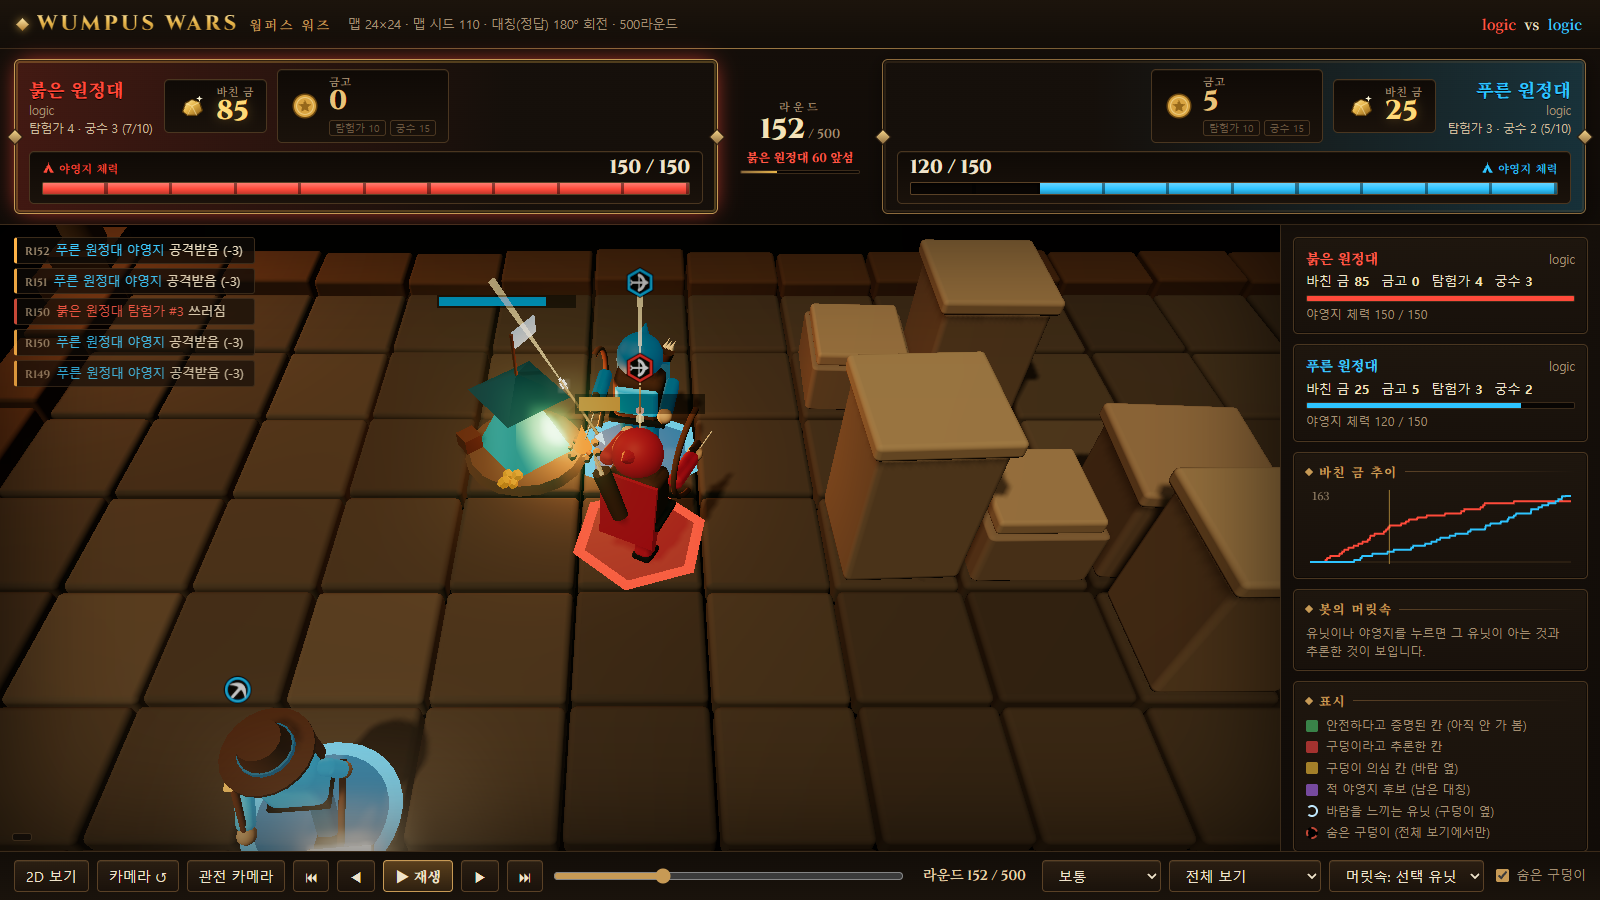 WUMPUS WARS 웜퍼스 워즈 맵 24×24 · 맵 시드 110 · 대칭(정답) 180° 회전 · 500라운드
logic vs logic
붉은 원정대
logic
탐험가 4 · 궁수 3 (7/10)
바친 금
85
금고
0
탐험가 10 궁수 15
야영지 체력 150 / 150
라운드
152 / 500
붉은 원정대 60 앞섬
금고
5
탐험가 10 궁수 15
바친 금
25
푸른 원정대
logic
탐험가 3 · 궁수 2 (5/10)
120 / 150 야영지 체력
R152 푸른 원정대 야영지 공격받음 (-3)
R151 푸른 원정대 야영지 공격받음 (-3)
R150 붉은 원정대 탐험가 #3 쓰러짐
R150 푸른 원정대 야영지 공격받음 (-3)
R149 푸른 원정대 야영지 공격받음 (-3)
붉은 원정대 logic
바친 금 85 금고 0 탐험가 4 궁수 3
야영지 체력 150 / 150
푸른 원정대 logic
바친 금 25 금고 5 탐험가 3 궁수 2
야영지 체력 120 / 150
바친 금 추이
163
봇의 머릿속
유닛이나 야영지를 누르면 그 유닛이 아는 것과
추론한 것이 보입니다.
표시
안전하다고 증명된 칸 (아직 안 가 봄)
구덩이라고 추론한 칸
구덩이 의심 칸 (바람 옆)
적 야영지 후보 (남은 대칭)
바람을 느끼는 유닛 (구덩이 옆)
숨은 구덩이 (전체 보기에서만)
2D 보기 카메라 ↺ 관전 카메라 ⏮ ◀ ▶ 재생 ▶ ⏭ 라운드 152 / 500 보통 전체 보기 머릿속: 선택 유닛 숨은 구덩이